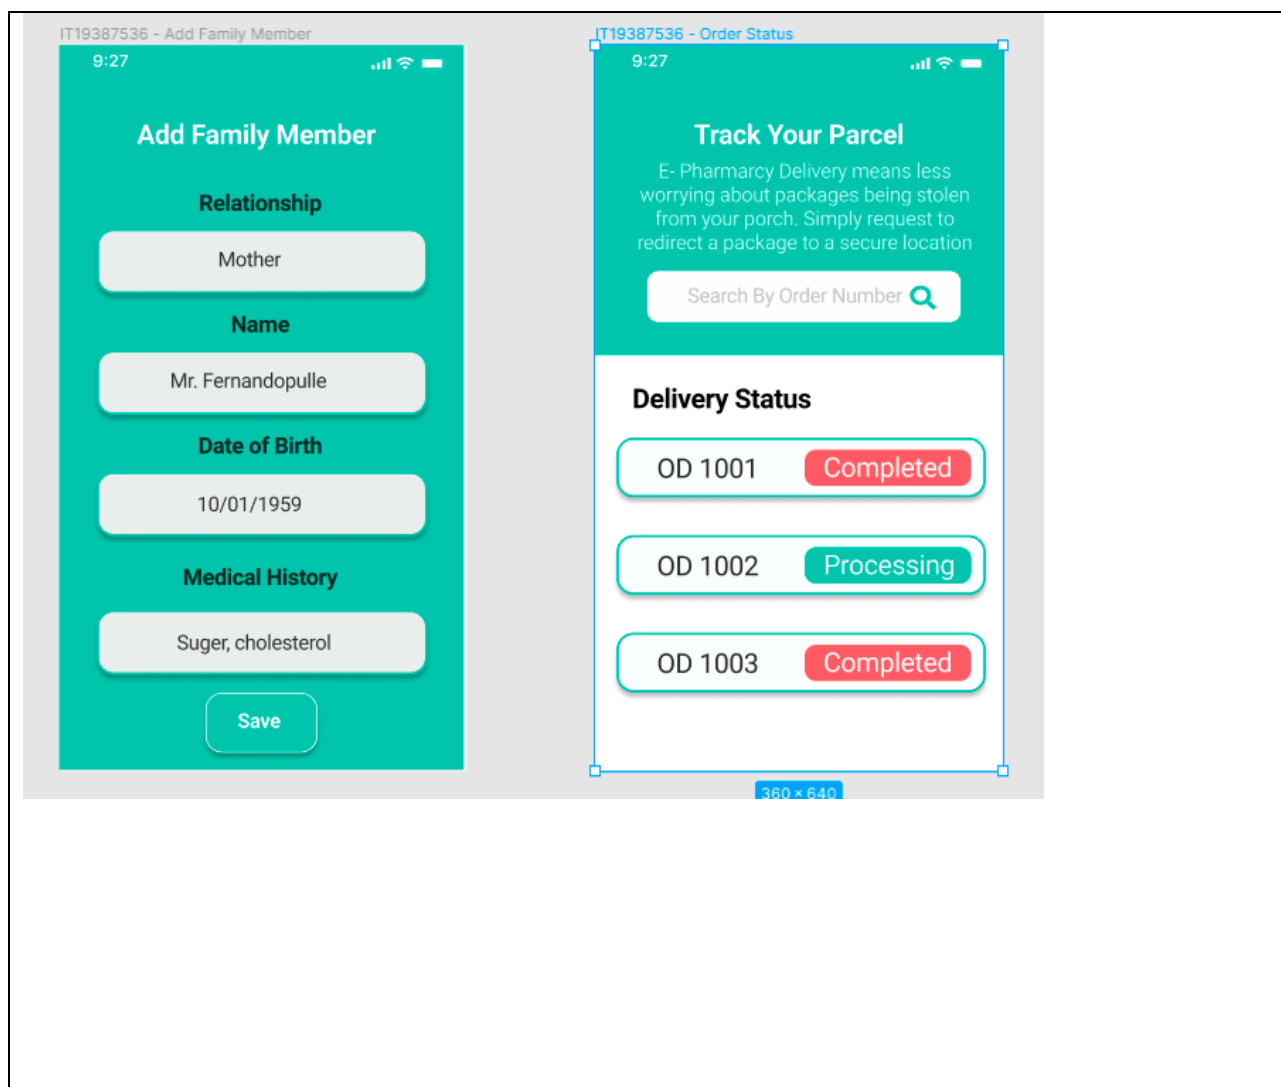 IT19387536 - Add Family Member
9:27
Add Family Member
Relationship
Mother
Name
Mr. Fernandopulle
Date of Birth
10/01/1959
Medical History
Suger, cholesterol
Save
IT19387536 - Order Status
9:27
Track Your Parcel
E- Pharmarcy Delivery means less
worrying about packages being stolen
from your porch. Simply request to
redirect a package to a secure location
Search By Order Number
Delivery Status
OD 1001 Completed
OD 1002 Processing
OD 1003 Completed
360 × 640